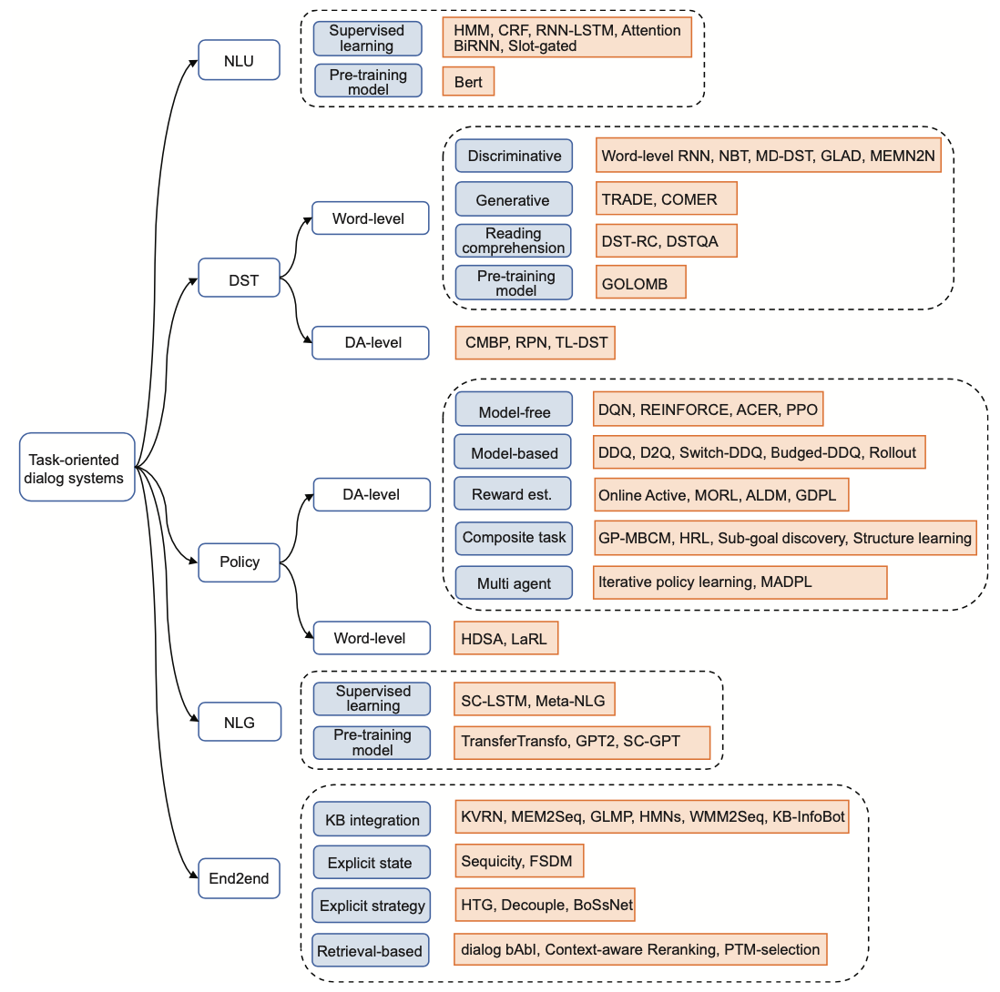 NLU
Supervised
learning
HMM, CRF, RNN-LSTM, Attention
BiRNN, Slot-gated
Pre-training
model
Bert
DST
Word-level
Discriminative
Word-level RNN, NBT, MD-DST, GLAD, MEMN2N
Generative
TRADE, COMER
Reading
comprehension
DST-RC, DSTQA
Pre-training
model
GOLOMB
DA-level
CMBP, RPN, TL-DST
Task-oriented
dialog systems
Policy
DA-level
Model-free
DQN, REINFORCE, ACER, PPO
Model-based
DDQ, D2Q, Switch-DDQ, Budged-DDQ, Rollout
Reward est.
Online Active, MORL, ALDM, GDPL
Composite task
GP-MBCM, HRL, Sub-goal discovery, Structure learning
Multi agent
Iterative policy learning, MADPL
Word-level
HDSA, LaRL
NLG
Supervised
learning
SC-LSTM, Meta-NLG
Pre-training
model
TransferTransfo, GPT2, SC-GPT
End2end
KB integration
KVRN, MEM2Seq, GLMP, HMNs, WMM2Seq, KB-InfoBot
Explicit state
Sequicity, FSDM
Explicit strategy
HTG, Decouple, BoSsNet
Retrieval-based
dialog bAbI, Context-aware Reranking, PTM-selection